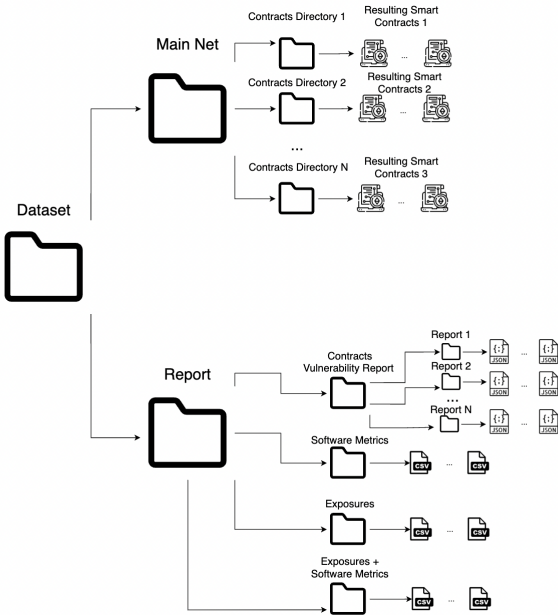 Contracts Directory 1
Resulting Smart
Contracts 1
Main Net
...
Contracts Directory 2
Resulting Smart
Contracts 2
...
...
Contracts Directory N
Resulting Smart
Contracts 3
...
Dataset
Report 1
{;}
JSON
...
{;}
JSON
Contracts
Vulnerability Report
Report 2
{;}
JSON
...
{;}
JSON
Report
...
Report N
{;}
JSON
...
{;}
JSON
Software Metrics
CSV
...
CSV
Exposures
CSV
...
CSV
Exposures +
Software Metrics
CSV
...
CSV